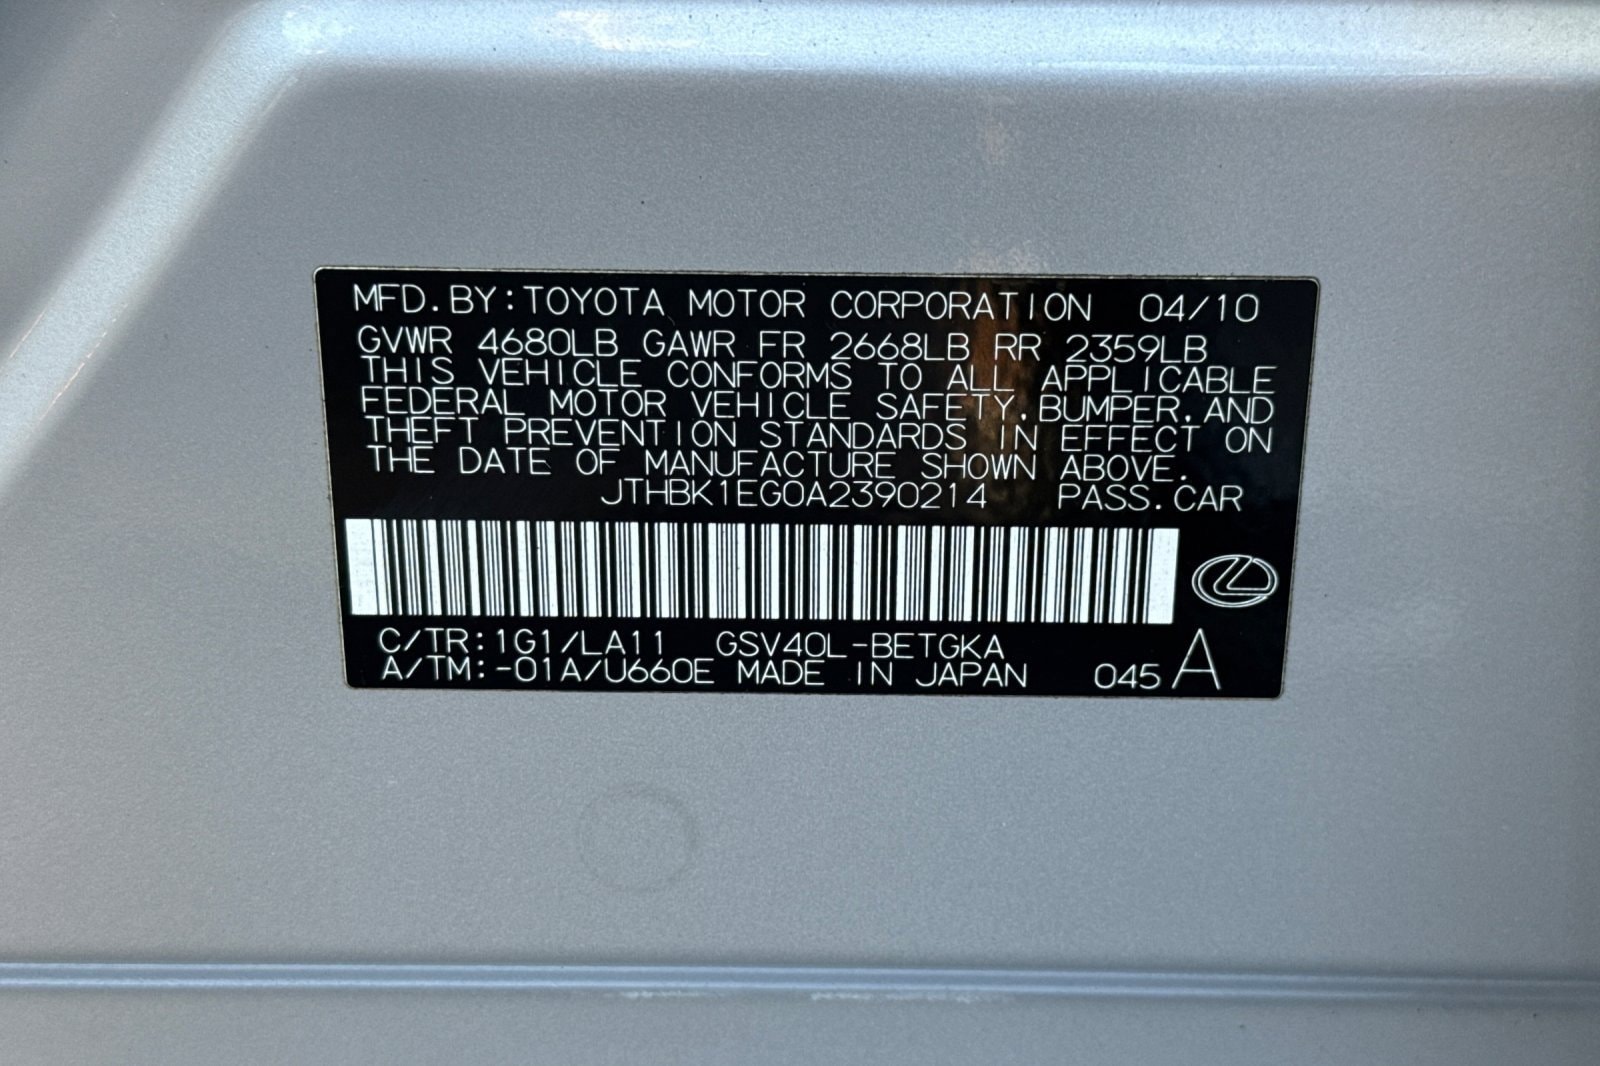 MFD.BY:TOYOTA MOTOR CORPORATION 04/10
GVWR 4680LB GAWR FR 2668LB RR 2359LB
THIS VEHICLE CONFORMS TO ALL APPLICABLE
FEDERAL MOTOR VEHICLE SAFETY,BUMPER,AND
THEFT PREVENTION STANDARDS IN EFFECT ON
THE DATE OF MANUFACTURE SHOWN ABOVE.
JTHBK1EG0A2390214 PASS.CAR
C/TR:1G1/LA11 GSV40L-BETGKA
A/TM:-01A/U660E MADE IN JAPAN 045 A